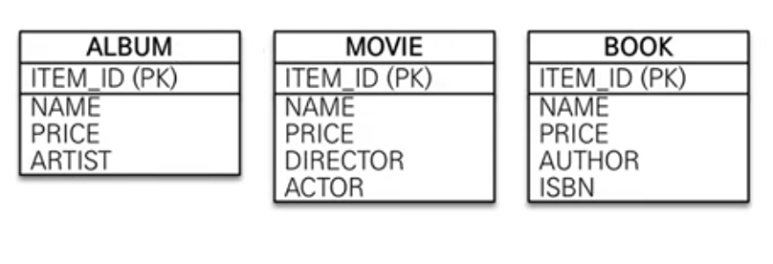 ALBUM
ITEM_ID (PK)
NAME
PRICE
ARTIST
MOVIE
ITEM_ID (PK)
NAME
PRICE
DIRECTOR
ACTOR
BOOK
ITEM_ID (PK)
NAME
PRICE
AUTHOR
ISBN